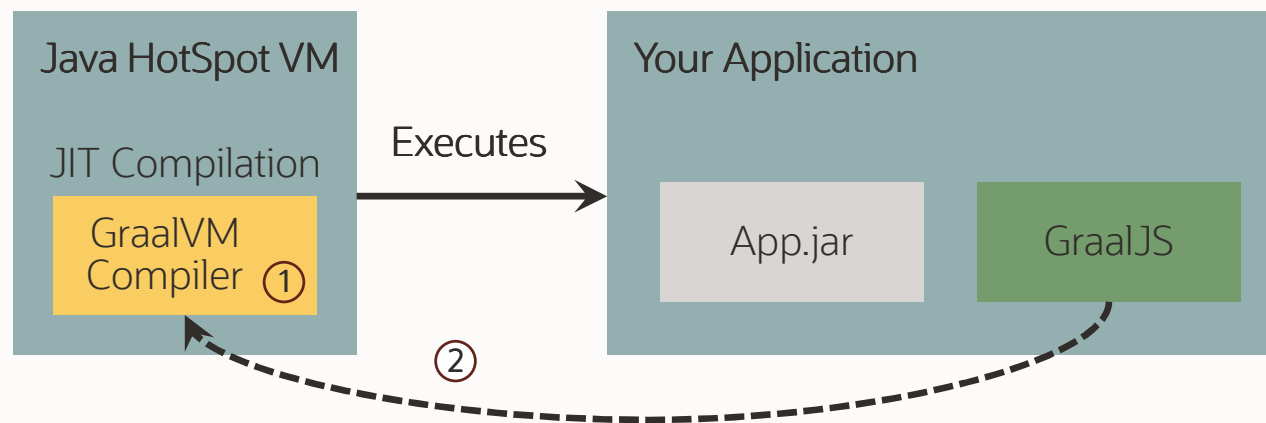 Java HotSpot VM
JIT Compilation
GraalVM
Compiler
1
Executes
2
Your Application
App.jar
GraalJS